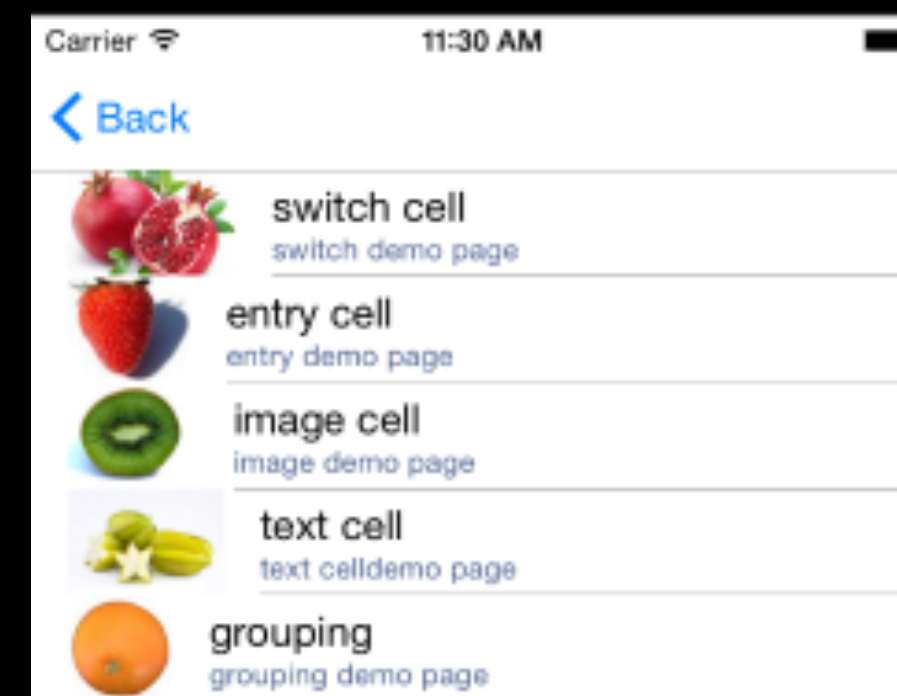 Carrier
11:30 AM
Back
switch cell
switch demo page
entry cell
entry demo page
image cell
image demo page
text cell
text celldemo page
grouping
grouping demo page